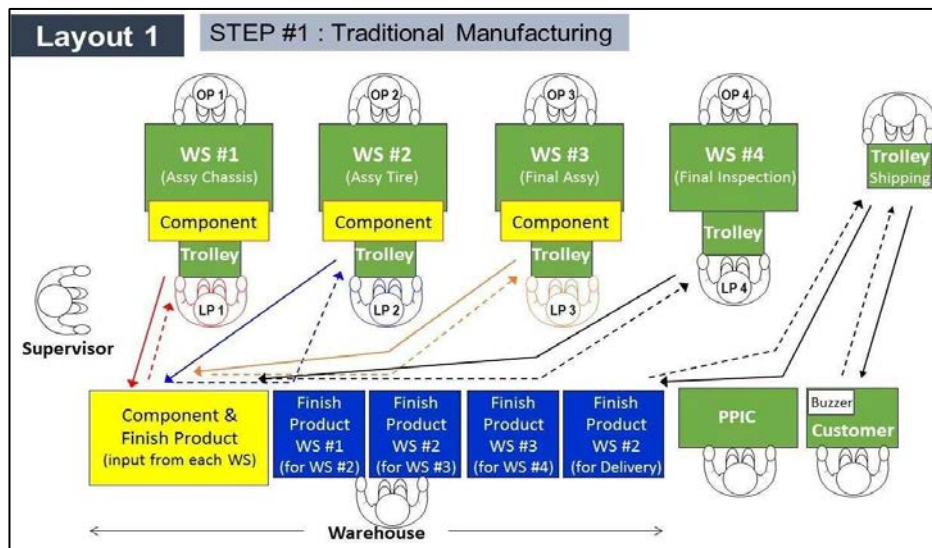 Layout 1
STEP #1 : Traditional Manufacturing
OP 1
OP 2
OP 3
OP 4
WS #1
(Assy Chassis)
WS #2
(Assy Tire)
WS #3
(Final Assy)
WS #4
(Final Inspection)
Trolley
Shipping
Component
Component
Component
Trolley
Trolley
Trolley
Trolley
LP 1
LP 2
LP 3
LP 4
Supervisor
Component &
Finish Product
(input from each WS)
Finish
Product
WS #1
(for WS #2)
Finish
Product
WS #2
(for WS #3)
Finish
Product
WS #3
(for WS #4)
Finish
Product
WS #2
(for Delivery)
PPIC
Buzzer
Customer
Warehouse